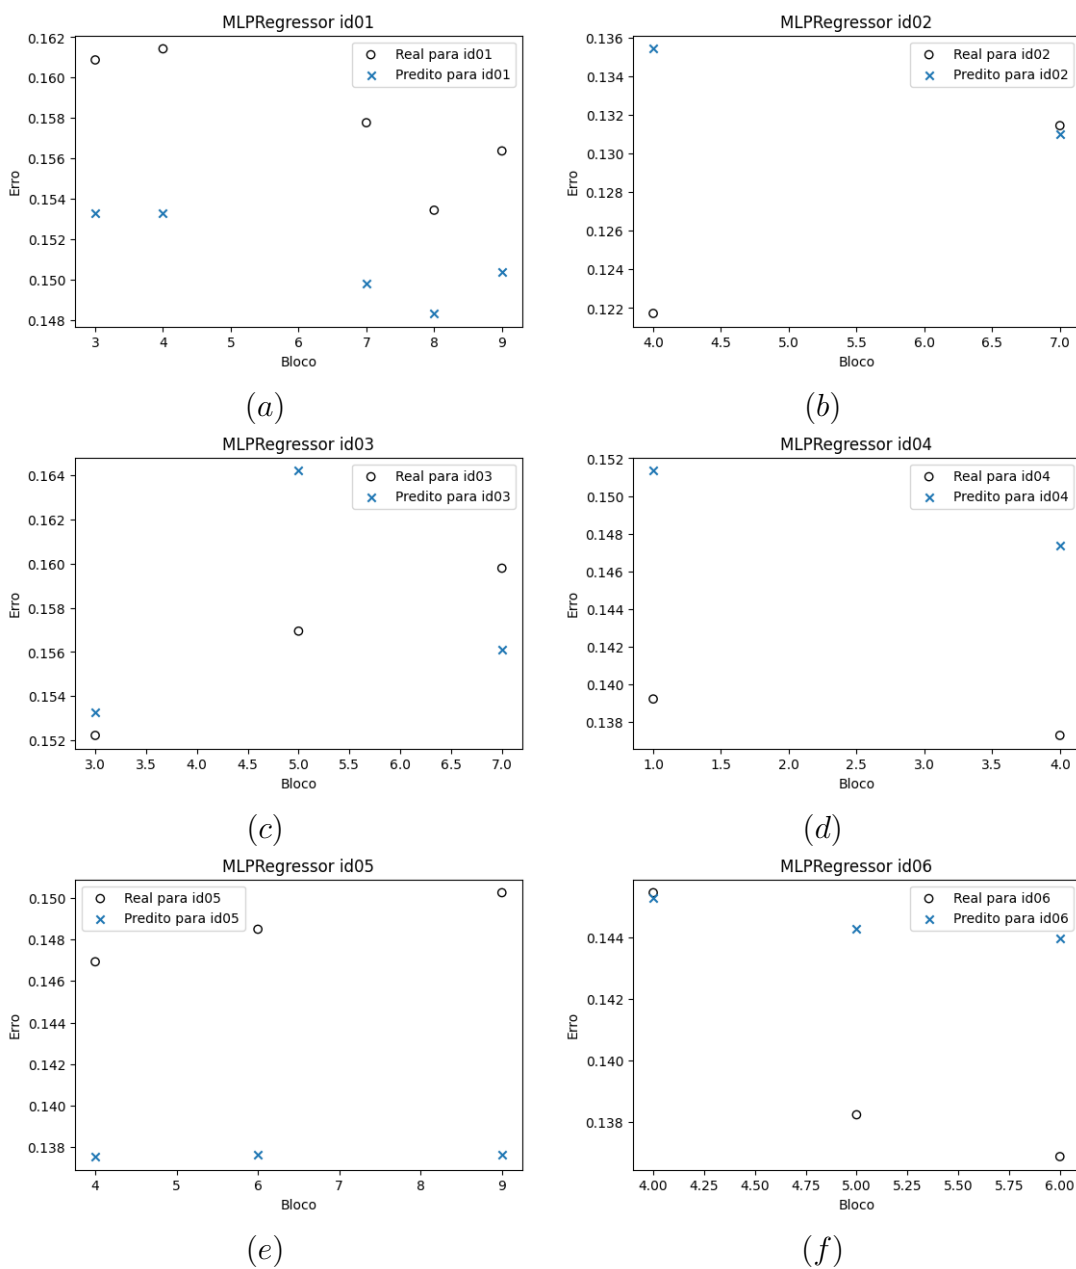 MLPRegressor id01
Real para id01
Predito para id01
0.162
0.160
0.158
0.156
0.154
0.152
0.150
0.148
Erro
3 4 5 6 7 8 9
Bloco
(a)
MLPRegressor id02
Real para id02
Predito para id02
0.136
0.134
0.132
0.130
0.128
0.126
0.124
0.122
Erro
4.0 4.5 5.0 5.5 6.0 6.5 7.0
Bloco
(b)
MLPRegressor id03
Real para id03
Predito para id03
0.164
0.162
0.160
0.158
0.156
0.154
0.152
Erro
3.0 3.5 4.0 4.5 5.0 5.5 6.0 6.5 7.0
Bloco
(c)
MLPRegressor id04
Real para id04
Predito para id04
0.152
0.150
0.148
0.146
0.144
0.142
0.140
0.138
Erro
1.0 1.5 2.0 2.5 3.0 3.5 4.0
Bloco
(d)
MLPRegressor id05
Real para id05
Predito para id05
0.150
0.148
0.146
0.144
0.142
0.140
0.138
Erro
4 5 6 7 8 9
Bloco
(e)
MLPRegressor id06
Real para id06
Predito para id06
0.144
0.142
0.140
0.138
Erro
4.00 4.25 4.50 4.75 5.00 5.25 5.50 5.75 6.00
Bloco
(f)